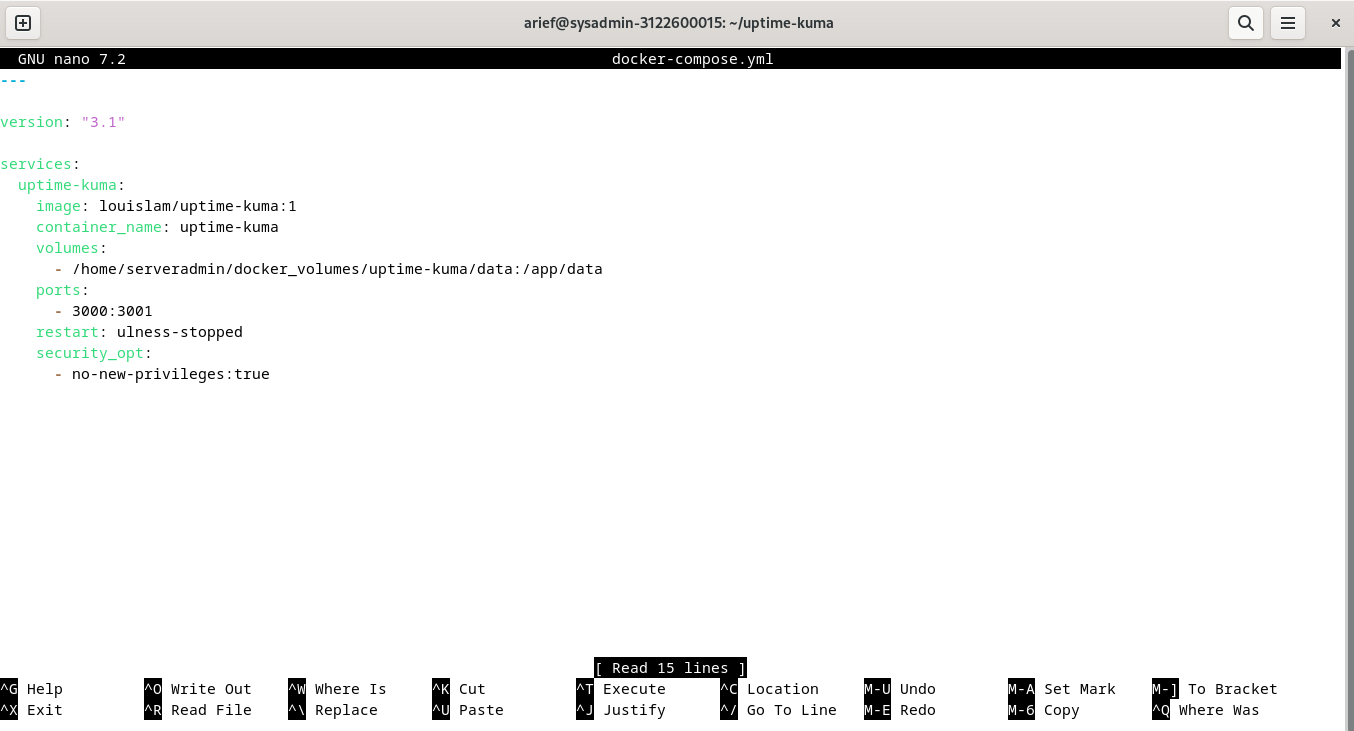 arief@sysadmin-3122600015: ~/uptime-kuma
GNU nano 7.2 docker-compose.yml
---
version: "3.1"
services:
  uptime-kuma:
    image: louislam/uptime-kuma:1
    container_name: uptime-kuma
    volumes:
      - /home/serveradmin/docker_volumes/uptime-kuma/data:/app/data
    ports:
      - 3000:3001
    restart: ulness-stopped
    security_opt:
      - no-new-privileges:true
[ Read 15 lines ]
^G Help ^O Write Out ^W Where Is ^K Cut ^T Execute ^C Location M-U Undo M-A Set Mark M-] To Bracket
^X Exit ^R Read File ^\ Replace ^U Paste ^J Justify ^/ Go To Line M-E Redo M-6 Copy ^Q Where Was